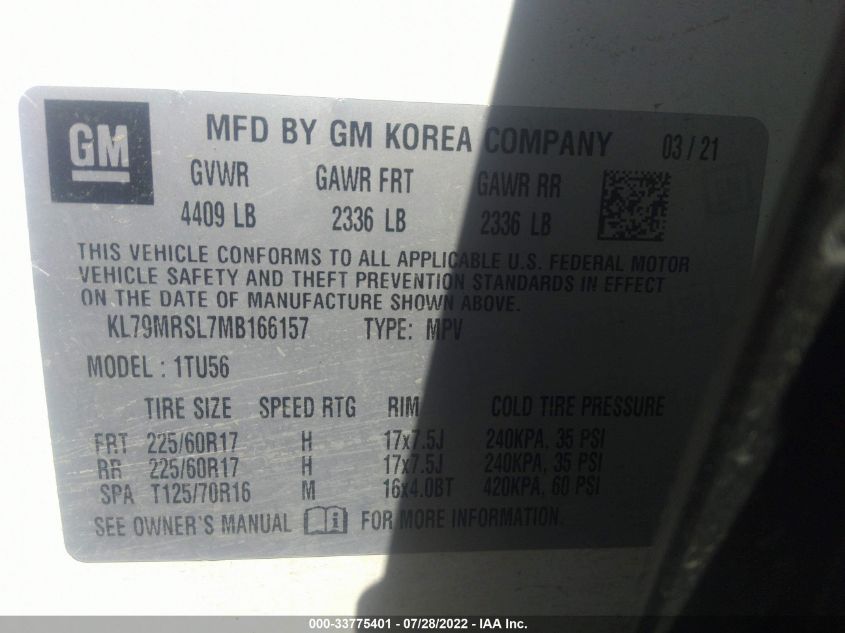 GM
MFD BY GM KOREA COMPANY 03 / 21
GVWR GAWR FRT GAWR RR
4409 LB 2336 LB 2336 LB
THIS VEHICLE CONFORMS TO ALL APPLICABLE U.S. FEDERAL MOTOR
VEHICLE SAFETY AND THEFT PREVENTION STANDARDS IN EFFECT
ON THE DATE OF MANUFACTURE SHOWN ABOVE.
KL79MRSL7MB166157 TYPE: MPV
MODEL : 1TU56
TIRE SIZE SPEED RTG RIM COLD TIRE PRESSURE
FRT 225/60R17 H 17x7.5J 240KPA, 35 PSI
RR 225/60R17 H 17x7.5J 240KPA, 35 PSI
SPA T125/70R16 M 16x4.0BT 420KPA, 60 PSI
SEE OWNER'S MANUAL i FOR MORE INFORMATION.
000-33775401 - 07/28/2022 - IAA Inc.